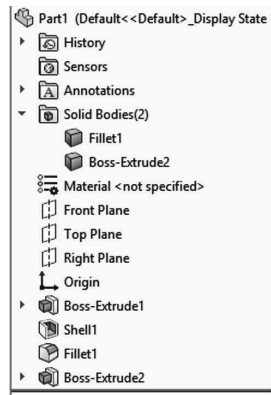 Part1 (Default<<Default>_Display State
History
Sensors
Annotations
Solid Bodies(2)
Fillet1
Boss-Extrude2
Material <not specified>
Front Plane
Top Plane
Right Plane
Origin
Boss-Extrude1
Shell1
Fillet1
Boss-Extrude2